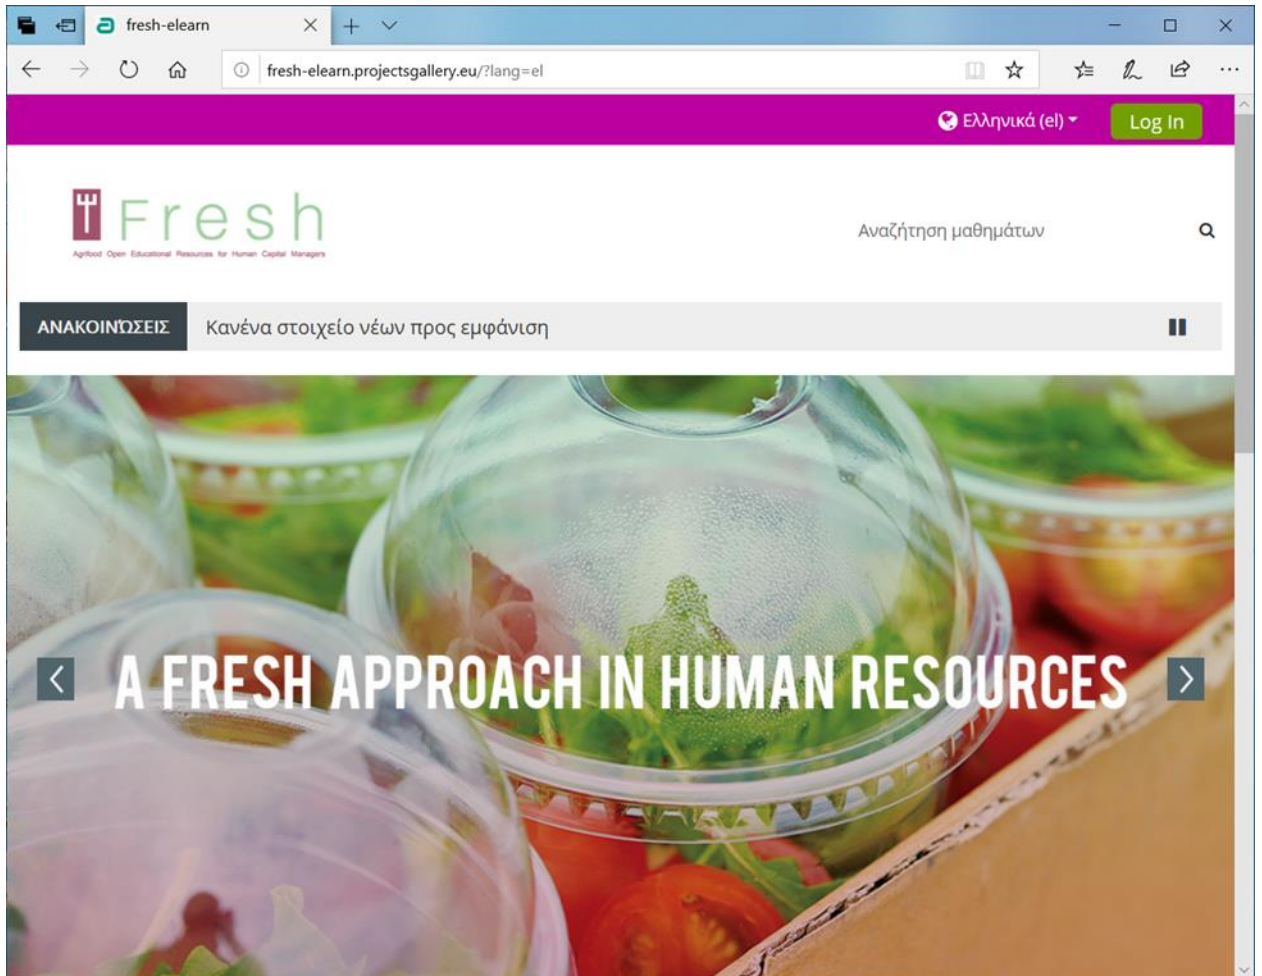 fresh-elearn
fresh-elearn.projectsgallery.eu/?lang=el
Ελληνικά (el)
Log In
Fresh
Agrifood Open Educational Resources for Human Capital Managers
Αναζήτηση μαθημάτων
ΑΝΑΚΟΙΝΏΣΕΙΣ
Κανένα στοιχείο νέων προς εμφάνιση
A FRESH APPROACH IN HUMAN RESOURCES